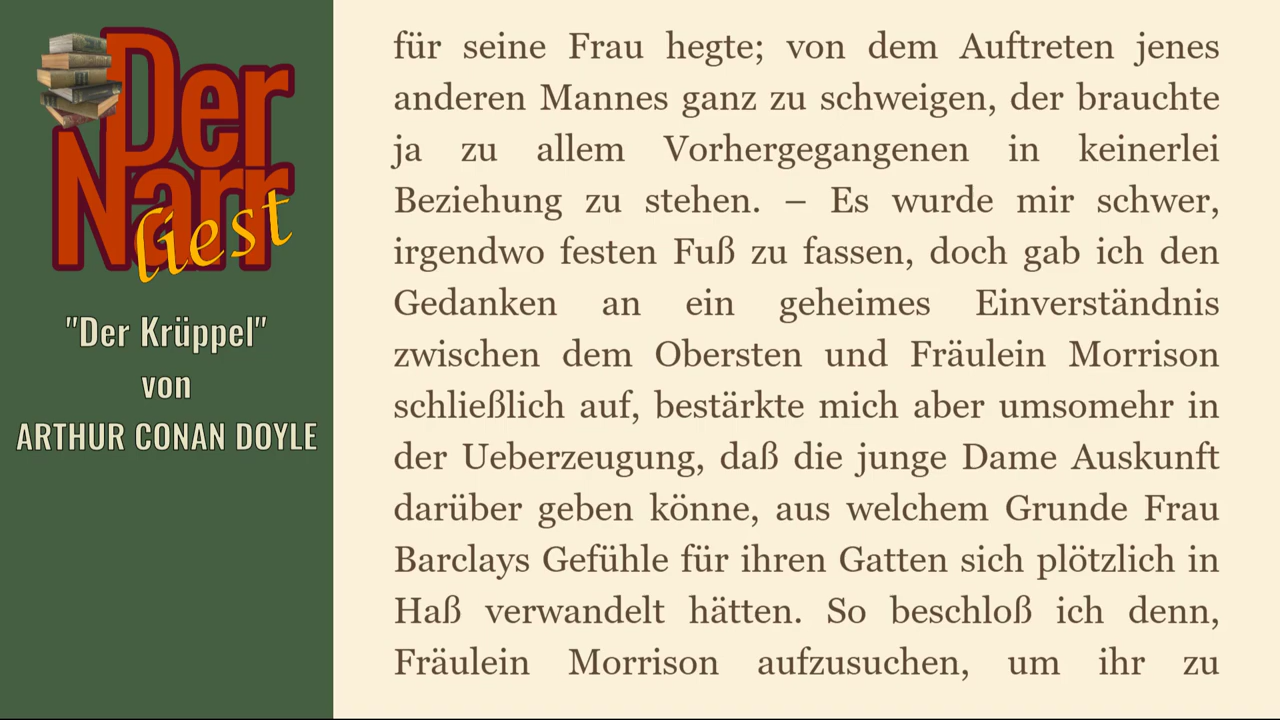 Der
Narr
liest
"Der Krüppel"
von
ARTHUR CONAN DOYLE
für seine Frau hegte; von dem Auftreten jenes
anderen Mannes ganz zu schweigen, der brauchte
ja zu allem Vorhergegangenen in keinerlei
Beziehung zu stehen. – Es wurde mir schwer,
irgendwo festen Fuß zu fassen, doch gab ich den
Gedanken an ein geheimes Einverständnis
zwischen dem Obersten und Fräulein Morrison
schließlich auf, bestärkte mich aber umsomehr in
der Ueberzeugung, daß die junge Dame Auskunft
darüber geben könne, aus welchem Grunde Frau
Barclays Gefühle für ihren Gatten sich plötzlich in
Haß verwandelt hätten. So beschloß ich denn,
Fräulein Morrison aufzusuchen, um ihr zu